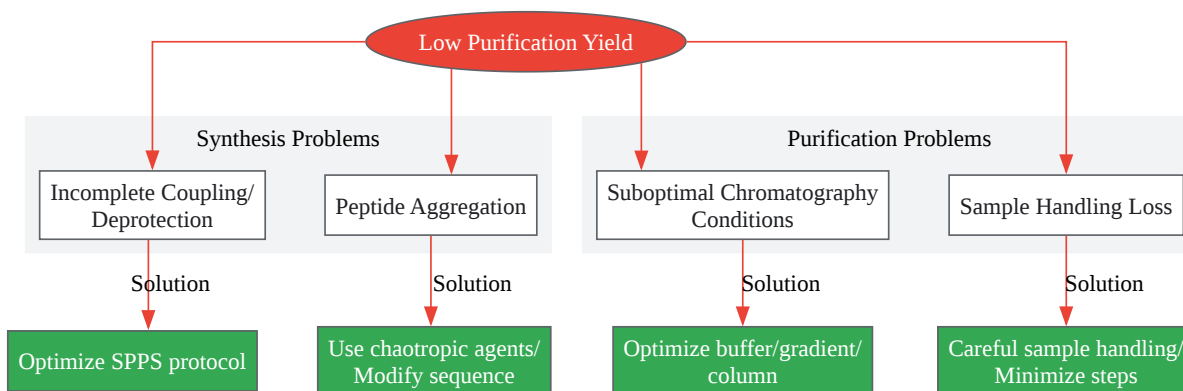 Low Purification Yield
Synthesis Problems
Purification Problems
Incomplete Coupling/
Deprotection
Peptide Aggregation
Suboptimal Chromatography
Conditions
Sample Handling Loss
Solution
Solution
Solution
Solution
Optimize SPPS protocol
Use chaotropic agents/
Modify sequence
Optimize buffer/gradient/
column
Careful sample handling/
Minimize steps